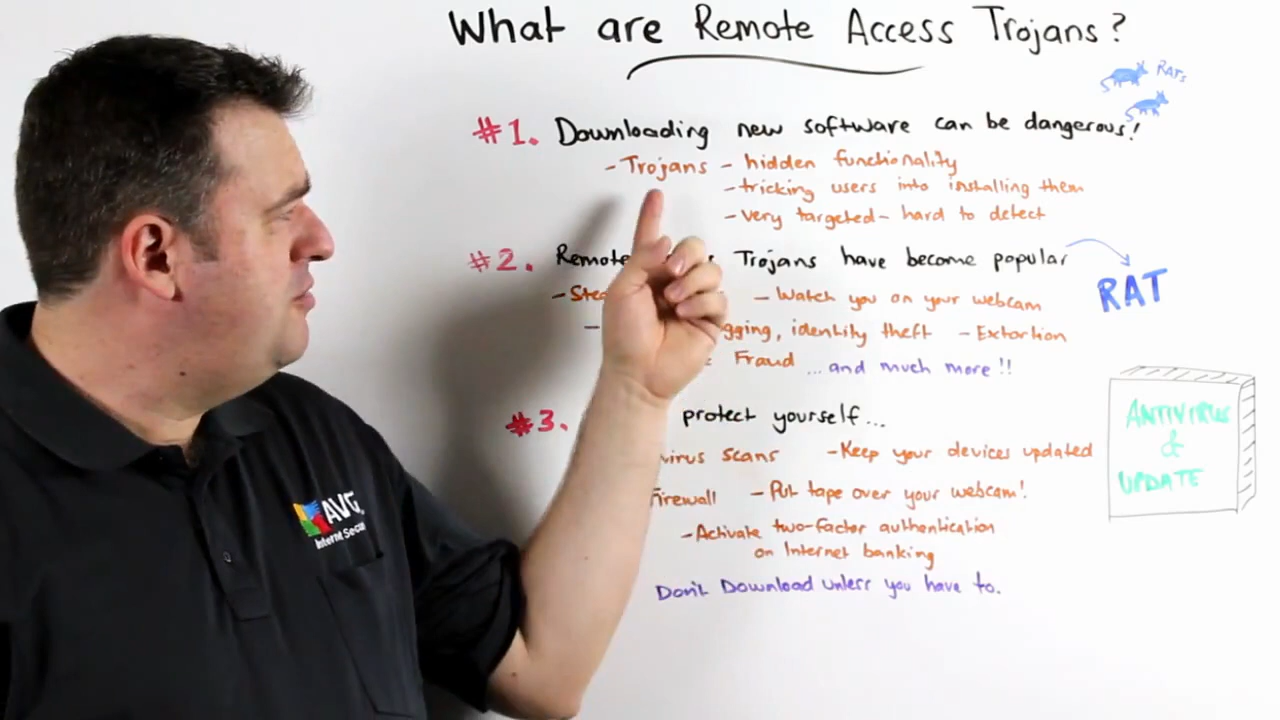 What are Remote Access Trojans?
RATs
#1. Downloading new software can be dangerous!
- Trojans - hidden functionality
- tricking users into installing them
- very targeted - hard to detect
#2. Remote Trojans have become popular
RAT
- Watch you on your webcam
identity theft - Extortion
Fraud ...and much more!!
#3. protect yourself...
scans - Keep your devices updated
Firewall - Put tape over your webcam!
- Activate two-factor authentication
on Internet banking
Don't Download unless you have to.
ANTIVIRUS
&
UPDATE
AVG
Internet